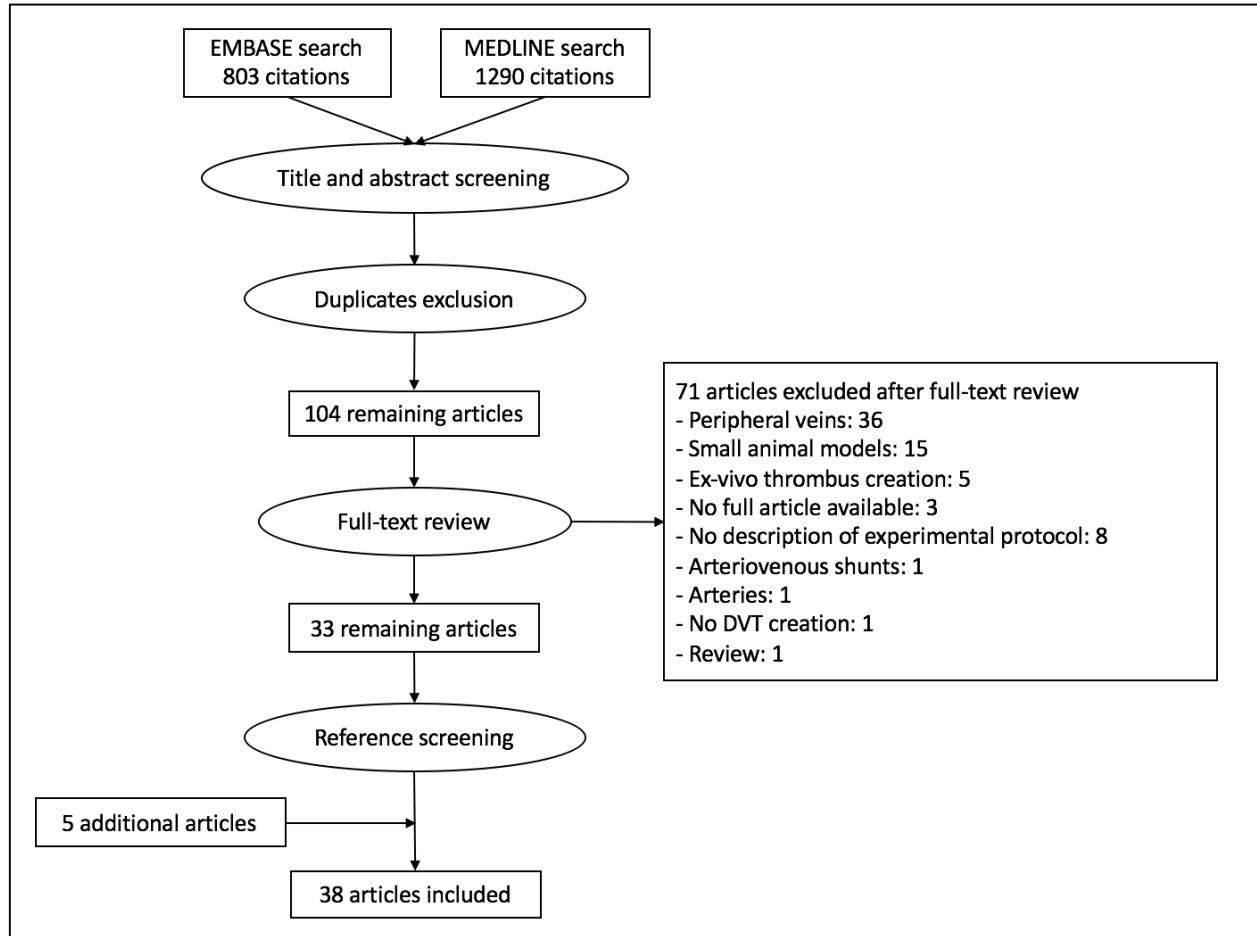 EMBASE search
803 citations
MEDLINE search
1290 citations
Title and abstract screening
Duplicates exclusion
104 remaining articles
Full-text review
71 articles excluded after full-text review
- Peripheral veins: 36
- Small animal models: 15
- Ex-vivo thrombus creation: 5
- No full article available: 3
- No description of experimental protocol: 8
- Arteriovenous shunts: 1
- Arteries: 1
- No DVT creation: 1
- Review: 1
33 remaining articles
Reference screening
5 additional articles
38 articles included